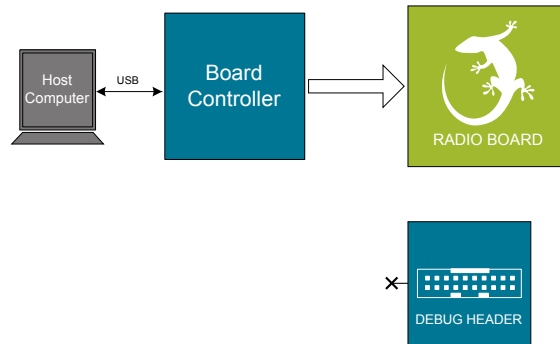 Host
Computer
USB
Board
Controller
RADIO BOARD
DEBUG HEADER